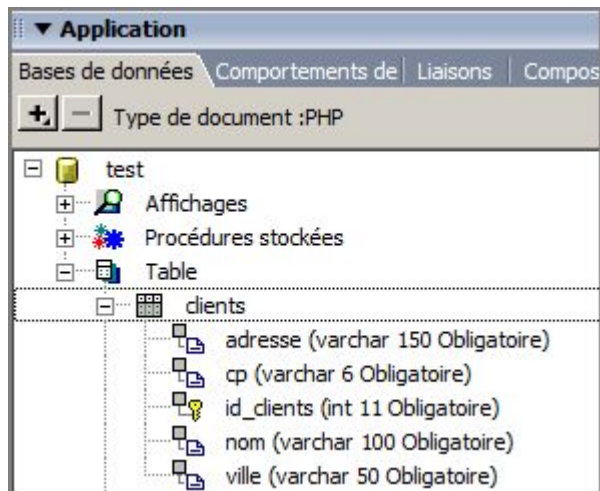 Application
Bases de données Comportements de Liaisons Compos
Type de document :PHP
test
Affichages
Procédures stockées
Table
clients
adresse (varchar 150 Obligatoire)
cp (varchar 6 Obligatoire)
id_clients (int 11 Obligatoire)
nom (varchar 100 Obligatoire)
ville (varchar 50 Obligatoire)